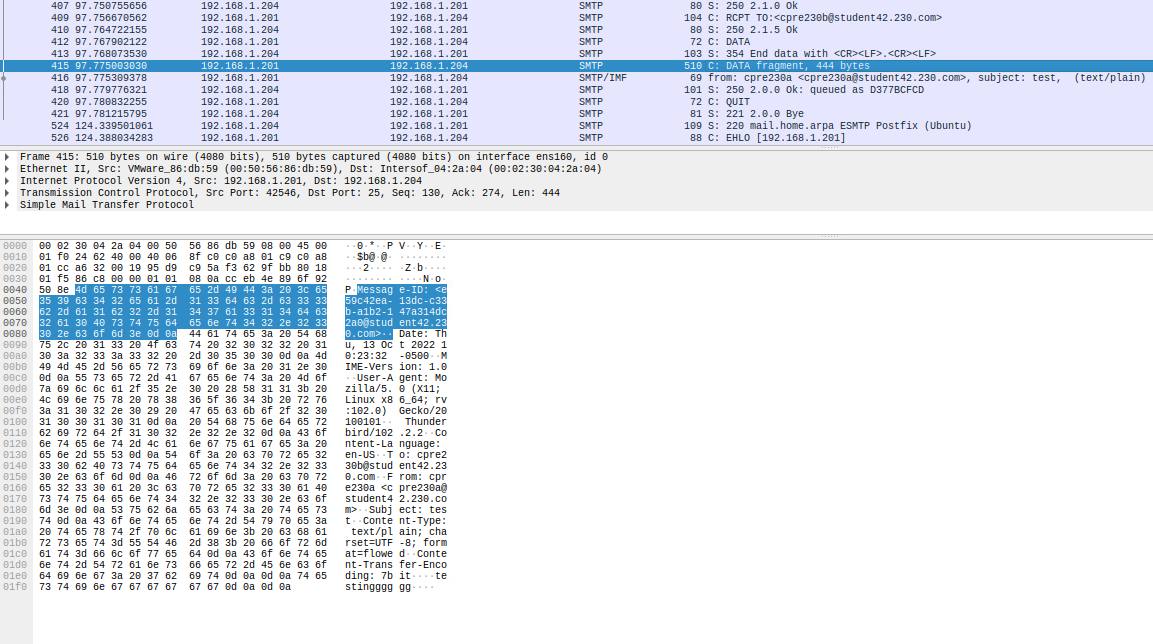 407 97.750755656 192.168.1.204 192.168.1.201 SMTP 80 S: 250 2.1.0 Ok
409 97.756670562 192.168.1.201 192.168.1.204 SMTP 104 C: RCPT TO:<cpre230b@student42.230.com>
410 97.764722155 192.168.1.204 192.168.1.201 SMTP 80 S: 250 2.1.5 Ok
412 97.767902122 192.168.1.201 192.168.1.204 SMTP 72 C: DATA
413 97.768073530 192.168.1.204 192.168.1.201 SMTP 103 S: 354 End data with <CR><LF>.<CR><LF>
415 97.775003030 192.168.1.201 192.168.1.204 SMTP 510 C: DATA fragment, 444 bytes
416 97.775309378 192.168.1.201 192.168.1.204 SMTP/IMF 69 from: cpre230a <cpre230a@student42.230.com>, subject: test, (text/plain)
418 97.779776321 192.168.1.204 192.168.1.201 SMTP 101 S: 250 2.0.0 Ok: queued as D377BCFCD
420 97.780832255 192.168.1.201 192.168.1.204 SMTP 72 C: QUIT
421 97.781215795 192.168.1.204 192.168.1.201 SMTP 81 S: 221 2.0.0 Bye
524 124.339501061 192.168.1.204 192.168.1.201 SMTP 109 S: 220 mail.home.arpa ESMTP Postfix (Ubuntu)
526 124.388034283 192.168.1.201 192.168.1.204 SMTP 88 C: EHLO [192.168.1.201]
Frame 415: 510 bytes on wire (4080 bits), 510 bytes captured (4080 bits) on interface ens160, id 0
Ethernet II, Src: VMware_86:db:59 (00:50:56:86:db:59), Dst: Intersof_04:2a:04 (00:02:30:04:2a:04)
Internet Protocol Version 4, Src: 192.168.1.201, Dst: 192.168.1.204
Transmission Control Protocol, Src Port: 42546, Dst Port: 25, Seq: 130, Ack: 274, Len: 444
Simple Mail Transfer Protocol
0000 00 02 30 04 2a 04 00 50 56 86 db 59 08 00 45 00 ··0·*··P V··Y··E·
0010 01 f0 24 62 40 00 40 06 8f c0 c0 a8 01 c9 c0 a8 ··$b@·@· ········
0020 01 cc a6 32 00 19 95 d9 c9 5a f3 62 9f bb 80 18 ···2···· ·Z·b····
0030 01 f5 86 c8 00 00 01 01 08 0a cc eb 4e 89 6f 92 ········ ····N·o·
0040 50 8e 4d 65 73 73 61 67 65 2d 49 44 3a 20 3c 65 P·Messag e-ID: <e
0050 35 39 63 34 32 65 61 2d 31 33 64 63 2d 63 33 33 59c42ea- 13dc-c33
0060 62 2d 61 31 62 32 2d 31 34 37 61 33 31 34 64 63 b-a1b2-1 47a314dc
0070 32 61 30 40 73 74 75 64 65 6e 74 34 32 2e 32 33 2a0@stud ent42.23
0080 30 2e 63 6f 6d 3e 0d 0a 44 61 74 65 3a 20 54 68 0.com>·· Date: Th
0090 75 2c 20 31 33 20 4f 63 74 20 32 30 32 32 20 31 u, 13 Oc t 2022 1
00a0 30 3a 32 33 3a 33 32 20 2d 30 35 30 30 0d 0a 4d 0:23:32 -0500··M
00b0 49 4d 45 2d 56 65 72 73 69 6f 6e 3a 20 31 2e 30 IME-Vers ion: 1.0
00c0 0d 0a 55 73 65 72 2d 41 67 65 6e 74 3a 20 4d 6f ··User-A gent: Mo
00d0 7a 69 6c 6c 61 2f 35 2e 30 20 28 58 31 31 3b 20 zilla/5. 0 (X11;
00e0 4c 69 6e 75 78 20 78 38 36 5f 36 34 3b 20 72 76 Linux x8 6_64; rv
00f0 3a 31 30 32 2e 30 29 20 47 65 63 6b 6f 2f 32 30 :102.0) Gecko/20
0100 31 30 30 31 30 31 0d 0a 20 54 68 75 6e 64 65 72 100101·· Thunder
0110 62 69 72 64 2f 31 30 32 2e 32 2e 32 0d 0a 43 6f bird/102 .2.2··Co
0120 6e 74 65 6e 74 2d 4c 61 6e 67 75 61 67 65 3a 20 ntent-La nguage:
0130 65 6e 2d 55 53 0d 0a 54 6f 3a 20 63 70 72 65 32 en-US··T o: cpre2
0140 33 30 62 40 73 74 75 64 65 6e 74 34 32 2e 32 33 30b@stud ent42.23
0150 30 2e 63 6f 6d 0d 0a 46 72 6f 6d 3a 20 63 70 72 0.com··F rom: cpr
0160 65 32 33 30 61 20 3c 63 70 72 65 32 33 30 61 40 e230a <c pre230a@
0170 73 74 75 64 65 6e 74 34 32 2e 32 33 30 2e 63 6f student4 2.230.co
0180 6d 3e 0d 0a 53 75 62 6a 65 63 74 3a 20 74 65 73 m>··Subj ect: tes
0190 74 0d 0a 43 6f 6e 74 65 6e 74 2d 54 79 70 65 3a t··Conte nt-Type:
01a0 20 74 65 78 74 2f 70 6c 61 69 6e 3b 20 63 68 61 text/pl ain; cha
01b0 72 73 65 74 3d 55 54 46 2d 38 3b 20 66 6f 72 6d rset=UTF -8; form
01c0 61 74 3d 66 6c 6f 77 65 64 0d 0a 43 6f 6e 74 65 at=flowe d··Conte
01d0 6e 74 2d 54 72 61 6e 73 66 65 72 2d 45 6e 63 6f nt-Trans fer-Enco
01e0 64 69 6e 67 3a 20 37 62 69 74 0d 0a 0d 0a 74 65 ding: 7b it····te
01f0 73 74 69 6e 67 67 67 67 67 67 0d 0a 0d 0a stingggg gg····